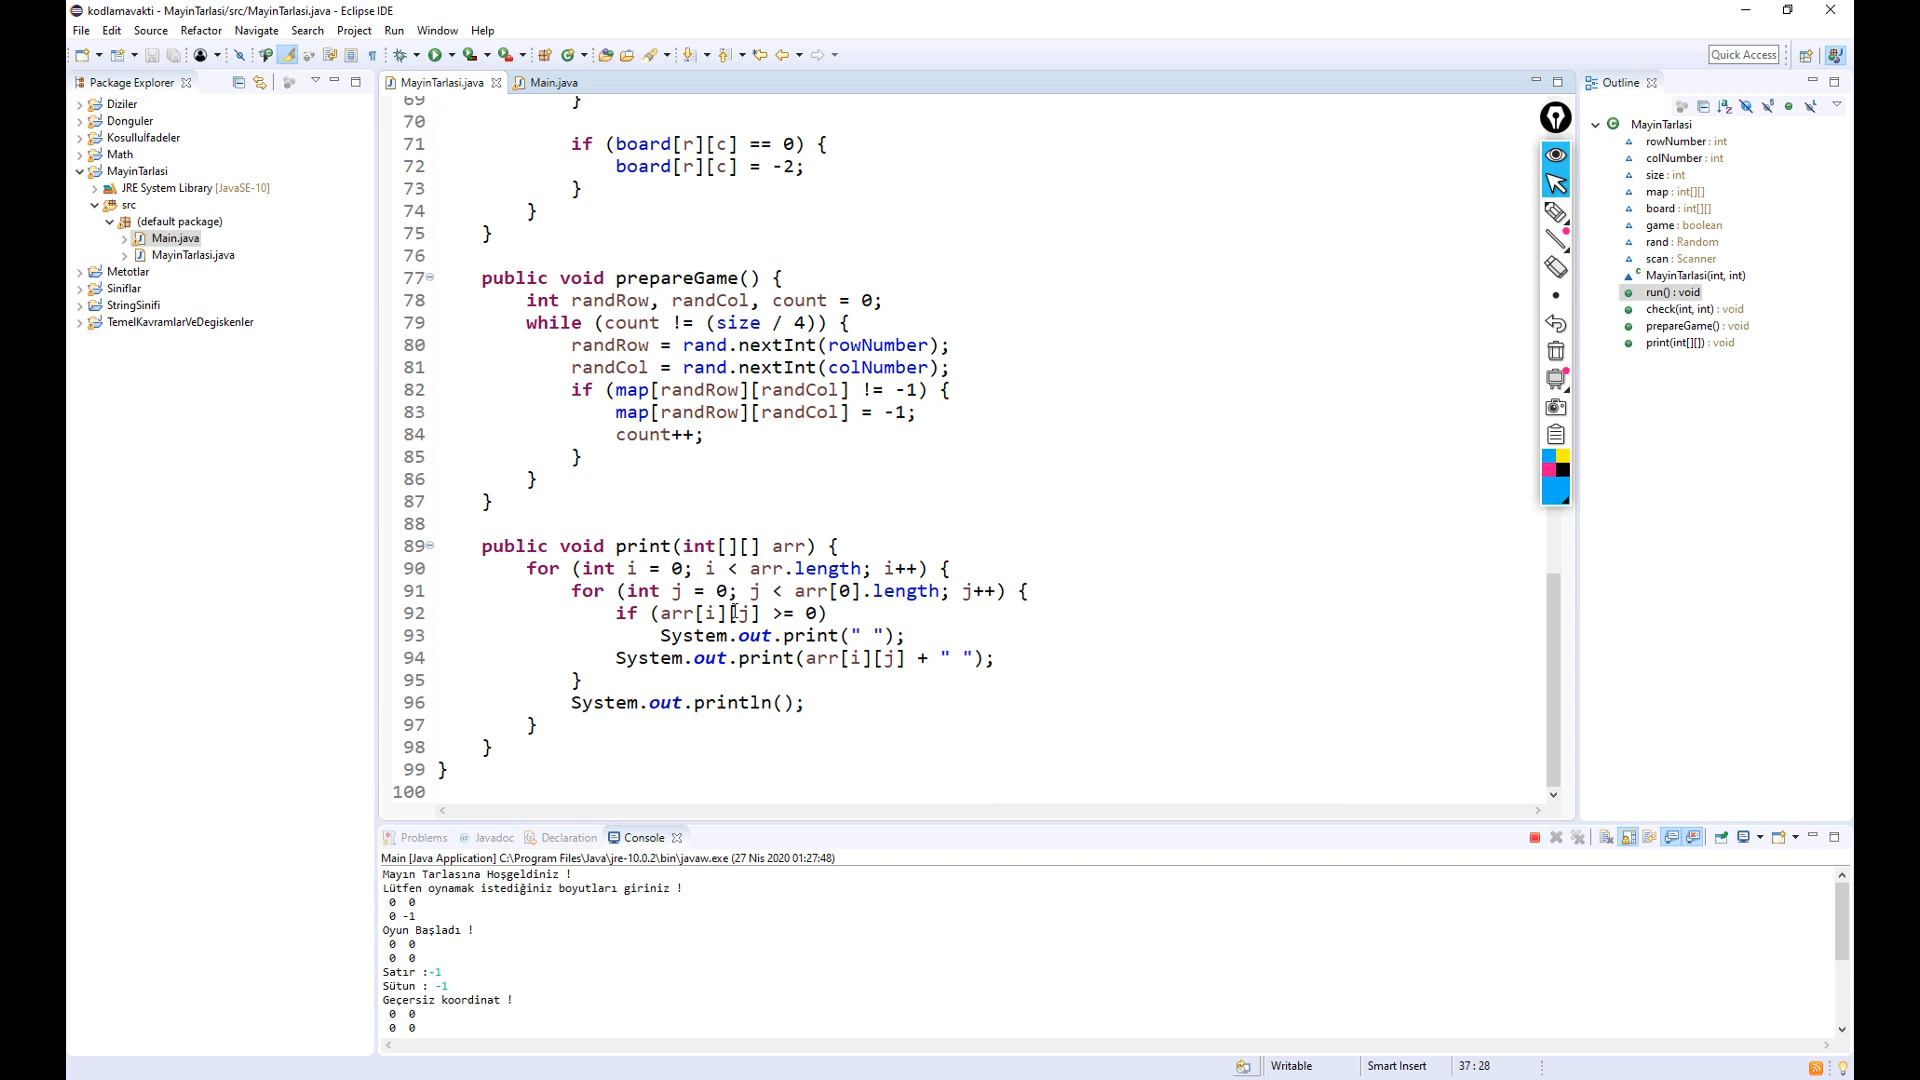 kodlamavakti - MayinTarlasi/src/MayinTarlasi.java - Eclipse IDE
File Edit Source Refactor Navigate Search Project Run Window Help
Quick Access
Package Explorer
Diziler
Donguler
KosulluIfadeler
Math
MayinTarlasi
JRE System Library [JavaSE-10]
src
(default package)
Main.java
MayinTarlasi.java
Metotlar
Siniflar
StringSinifi
TemelKavramlarVeDegiskenler
MayinTarlasi.java Main.java
69 }
70
71 if (board[r][c] == 0) {
72 board[r][c] = -2;
73 }
74 }
75 }
76
77 public void prepareGame() {
78 int randRow, randCol, count = 0;
79 while (count != (size / 4)) {
80 randRow = rand.nextInt(rowNumber);
81 randCol = rand.nextInt(colNumber);
82 if (map[randRow][randCol] != -1) {
83 map[randRow][randCol] = -1;
84 count++;
85 }
86 }
87 }
88
89 public void print(int[][] arr) {
90 for (int i = 0; i < arr.length; i++) {
91 for (int j = 0; j < arr[0].length; j++) {
92 if (arr[i][j] >= 0)
93 System.out.print(" ");
94 System.out.print(arr[i][j] + " ");
95 }
96 System.out.println();
97 }
98 }
99 }
100
Outline
MayinTarlasi
rowNumber : int
colNumber : int
size : int
map : int[][]
board : int[][]
game : boolean
rand : Random
scan : Scanner
MayinTarlasi(int, int)
run() : void
check(int, int) : void
prepareGame() : void
print(int[][]) : void
Problems Javadoc Declaration Console
Main [Java Application] C:\Program Files\Java\jre-10.0.2\bin\javaw.exe (27 Nis 2020 01:27:48)
Mayın Tarlasına Hoşgeldiniz !
Lütfen oynamak istediğiniz boyutları giriniz !
0 0
0 -1
Oyun Başladı !
0 0
0 0
Satır :-1
Sütun : -1
Geçersiz koordinat !
0 0
0 0
Writable Smart Insert 37 : 28